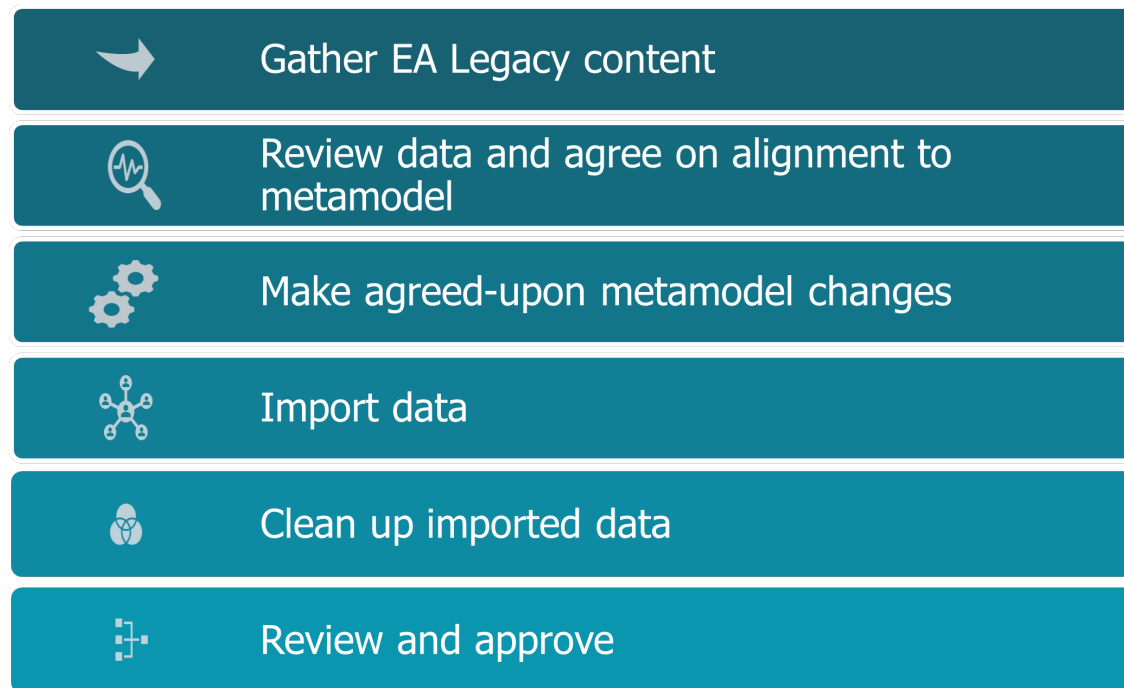 Gather EA Legacy content
Review data and agree on alignment to
metamodel
Make agreed-upon metamodel changes
Import data
Clean up imported data
Review and approve